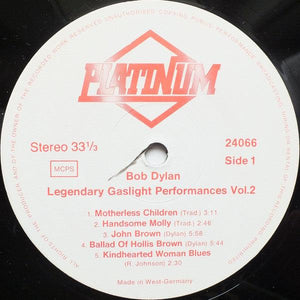 PLATINUM
Stereo 33⅓
24066
MCPS
Side 1
Bob Dylan
Legendary Gaslight Performances Vol.2
1. Motherless Children (Trad.) 3:11
2. Handsome Molly (Trad.) 2:46
3. John Brown (Dylan) 5:58
4. Ballad Of Hollis Brown (Dylan) 5:46
5. Kindhearted Woman Blues
(R. Johnson) 2:30
Made in West-Germany